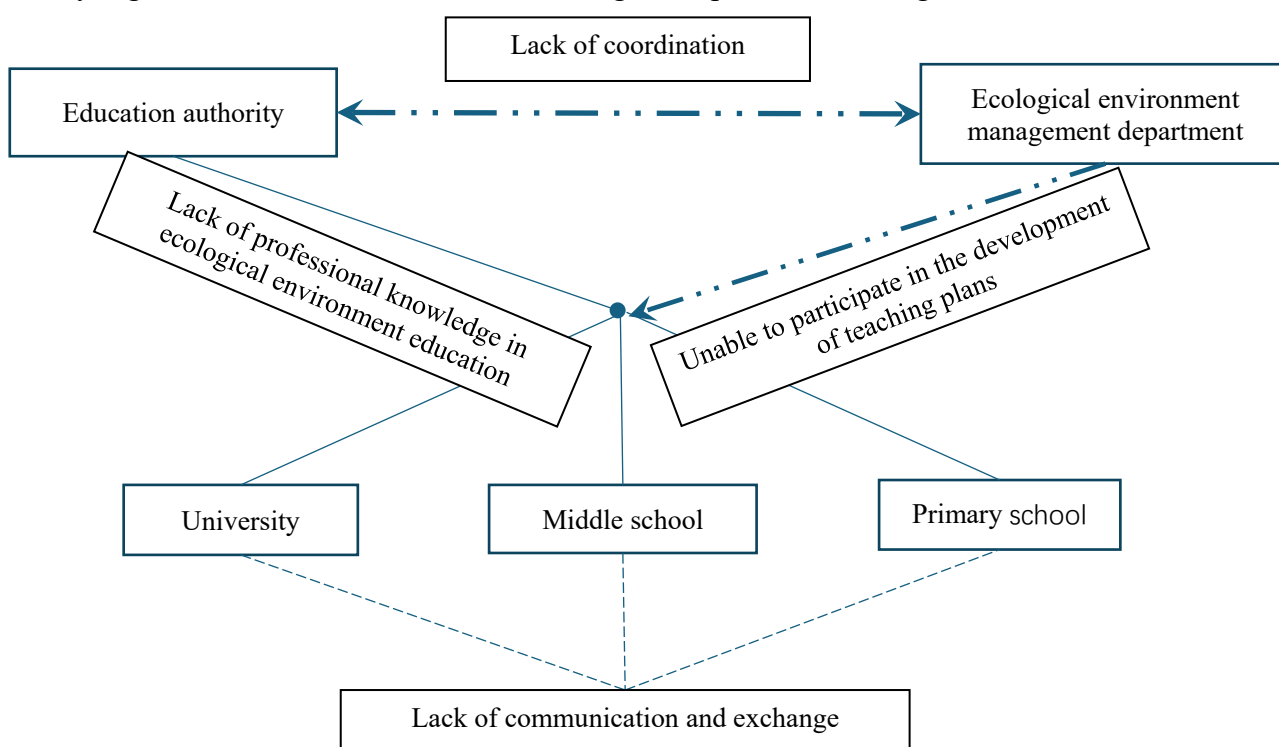 Lack of coordination
Education authority
Ecological environment
management department
Lack of professional knowledge in
ecological environment education
Unable to participate in the development
of teaching plans
University
Middle school
Primary school
Lack of communication and exchange